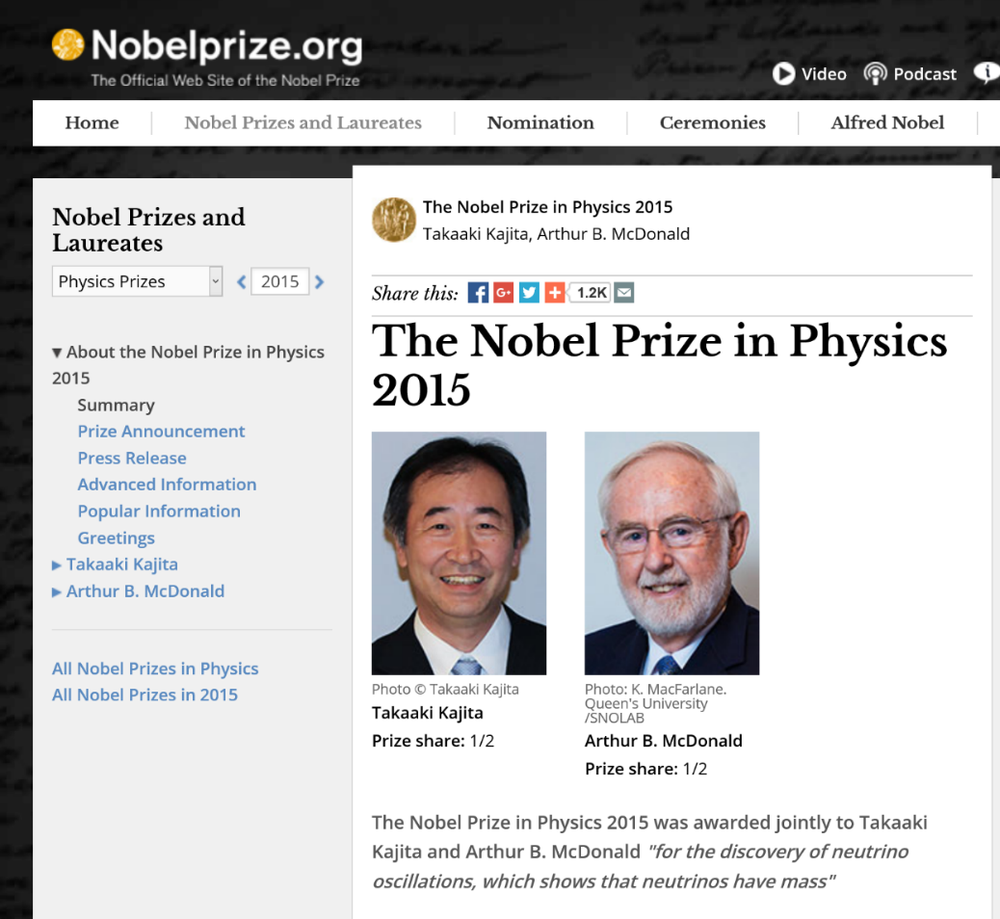 Nobelprize.org
The Official Web Site of the Nobel Prize
Video
Podcast
Home
Nobel Prizes and Laureates
Nomination
Ceremonies
Alfred Nobel
Nobel Prizes and
Laureates
Physics Prizes
2015
▼ About the Nobel Prize in Physics
2015
Summary
Prize Announcement
Press Release
Advanced Information
Popular Information
Greetings
► Takaaki Kajita
► Arthur B. McDonald
All Nobel Prizes in Physics
All Nobel Prizes in 2015
The Nobel Prize in Physics 2015
Takaaki Kajita, Arthur B. McDonald
Share this: f G+ + 1.2K
The Nobel Prize in Physics
2015
Photo © Takaaki Kajita
Takaaki Kajita
Prize share: 1/2
Photo: K. MacFarlane.
Queen's University
/SNOLAB
Arthur B. McDonald
Prize share: 1/2
The Nobel Prize in Physics 2015 was awarded jointly to Takaaki
Kajita and Arthur B. McDonald "for the discovery of neutrino
oscillations, which shows that neutrinos have mass"